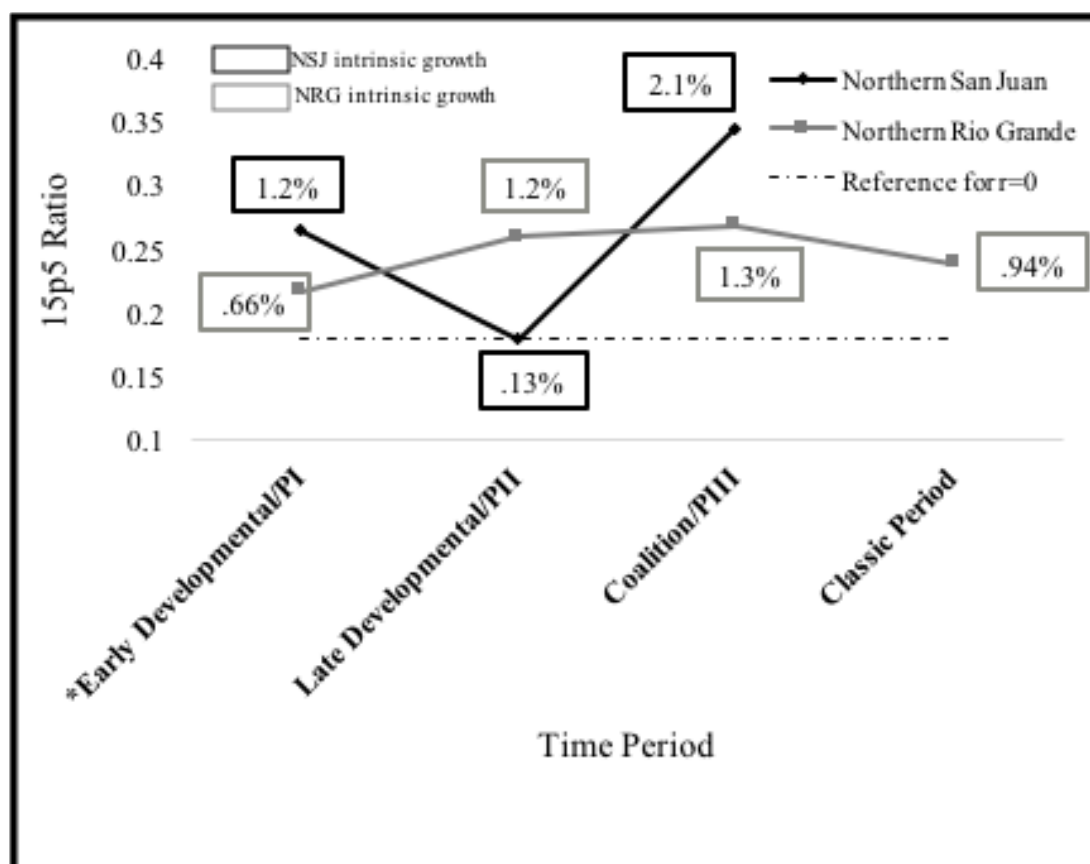 0.4
0.35
0.3
0.25
0.2
0.15
0.1
15p5 Ratio
NSJ intrinsic growth
NRG intrinsic growth
Northern San Juan
Northern Rio Grande
Reference for r=0
1.2%
.66%
1.2%
.13%
2.1%
1.3%
.94%
*Early Developmental/PI
Late Developmental/PII
Coalition/PIII
Classic Period
Time Period